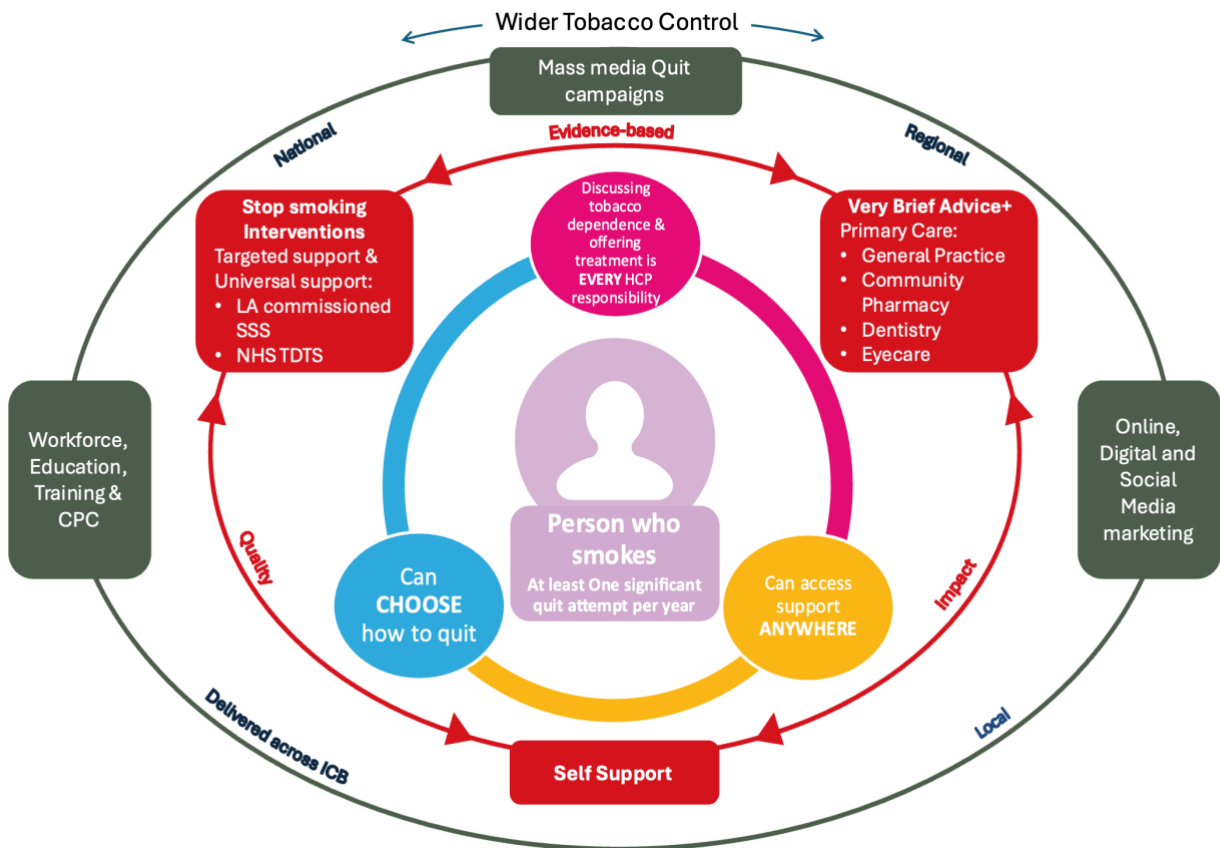 Wider Tobacco Control
Mass media Quit
campaigns
National
Evidence-based
Regional
Stop smoking
Interventions
Targeted support &
Universal support:
• LA commissioned
SSS
• NHS TDTS
Discussing
tobacco
dependence &
offering
treatment is
EVERY HCP
responsibility
Very Brief Advice+
Primary Care:
• General Practice
• Community
Pharmacy
• Dentistry
• Eyecare
Workforce,
Education,
Training &
CPC
Online,
Digital and
Social
Media
marketing
Person who
smokes
At least One significant
quit attempt per year
Quality
Can
CHOOSE
how to quit
Can access
support
ANYWHERE
Impact
Delivered across ICB
Local
Self Support